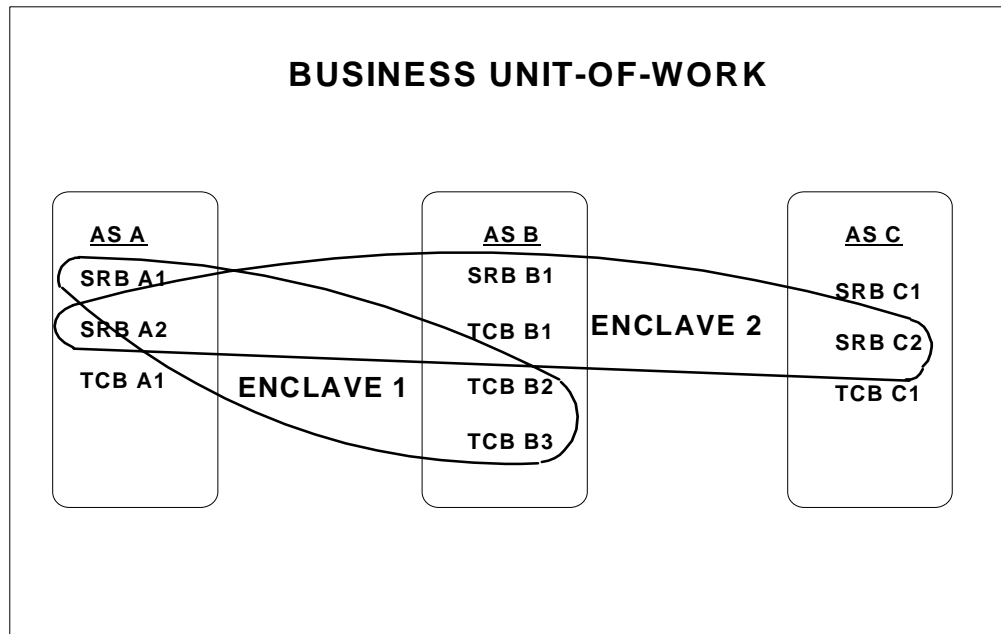 BUSINESS UNIT-OF-WORK
AS A
SRB A1
SRB A2
TCB A1
AS B
SRB B1
TCB B1
TCB B2
TCB B3
AS C
SRB C1
SRB C2
TCB C1
ENCLAVE 1
ENCLAVE 2